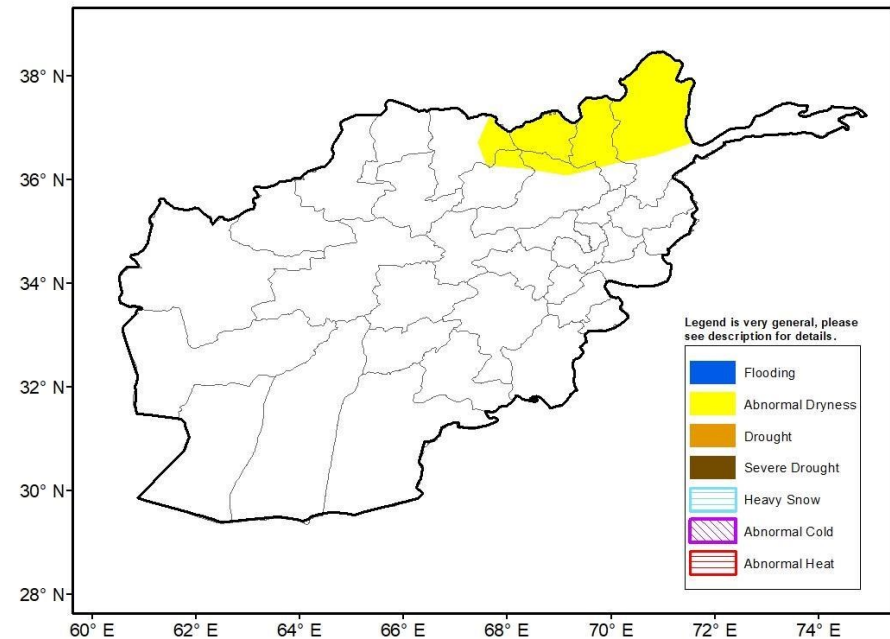 38° N
36° N
34° N
32° N
30° N
28° N
Legend is very general, please
see description for details.
Flooding
Abnormal Dryness
Drought
Severe Drought
Heavy Snow
Abnormal Cold
Abnormal Heat
60° E 62° E 64° E 66° E 68° E 70° E 72° E 74° E